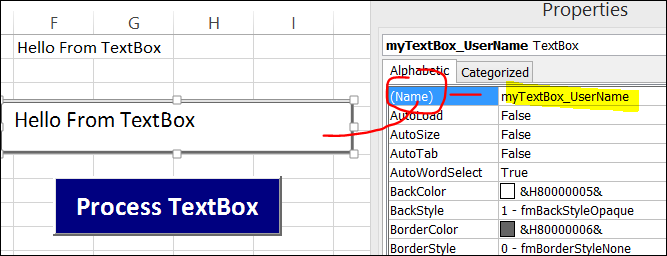 F G H I
Hello From TextBox
Hello From TextBox
Process TextBox
Properties
myTextBox_UserName TextBox
Alphabetic Categorized
(Name) myTextBox_UserName
AutoLoad False
AutoSize False
AutoTab False
AutoWordSelect True
BackColor &H80000005&
BackStyle 1 - fmBackStyleOpaque
BorderColor &H80000006&
BorderStyle 0 - fmBorderStyleNone